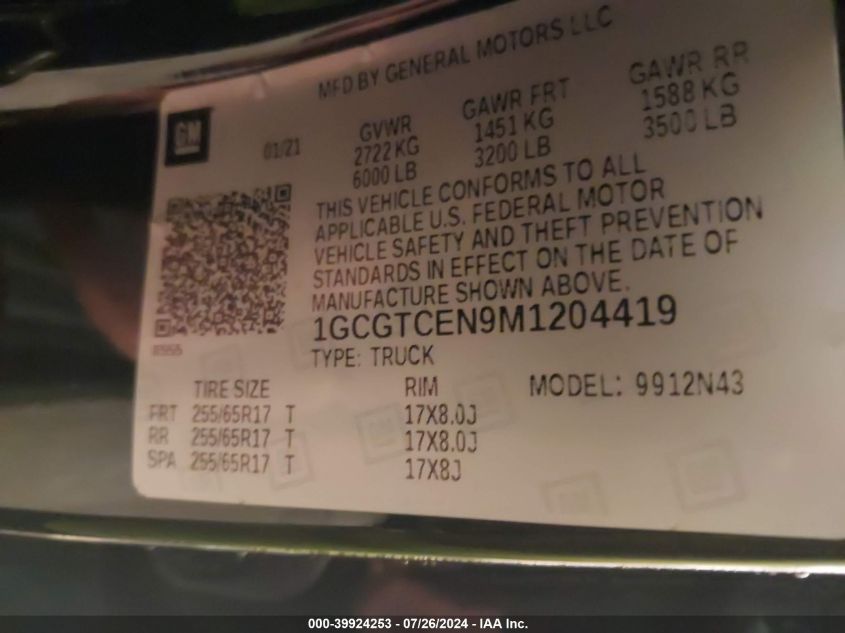 MFD BY GENERAL MOTORS LLC
GM
01/21
GVWR GAWR FRT GAWR RR
2722 KG 1451 KG 1588 KG
6000 LB 3200 LB 3500 LB
THIS VEHICLE CONFORMS TO ALL
APPLICABLE U.S. FEDERAL MOTOR
VEHICLE SAFETY AND THEFT PREVENTION
STANDARDS IN EFFECT ON THE DATE OF
MANUFACTURE SHOWN ABOVE.
1GCGTCEN9M1204419
TYPE: TRUCK
TIRE SIZE RIM MODEL: 9912N43
FRT 255/65R17 T 17X8.0J
RR 255/65R17 T 17X8.0J
SPA 255/65R17 T 17X8J
000-39924253 - 07/26/2024 - IAA Inc.